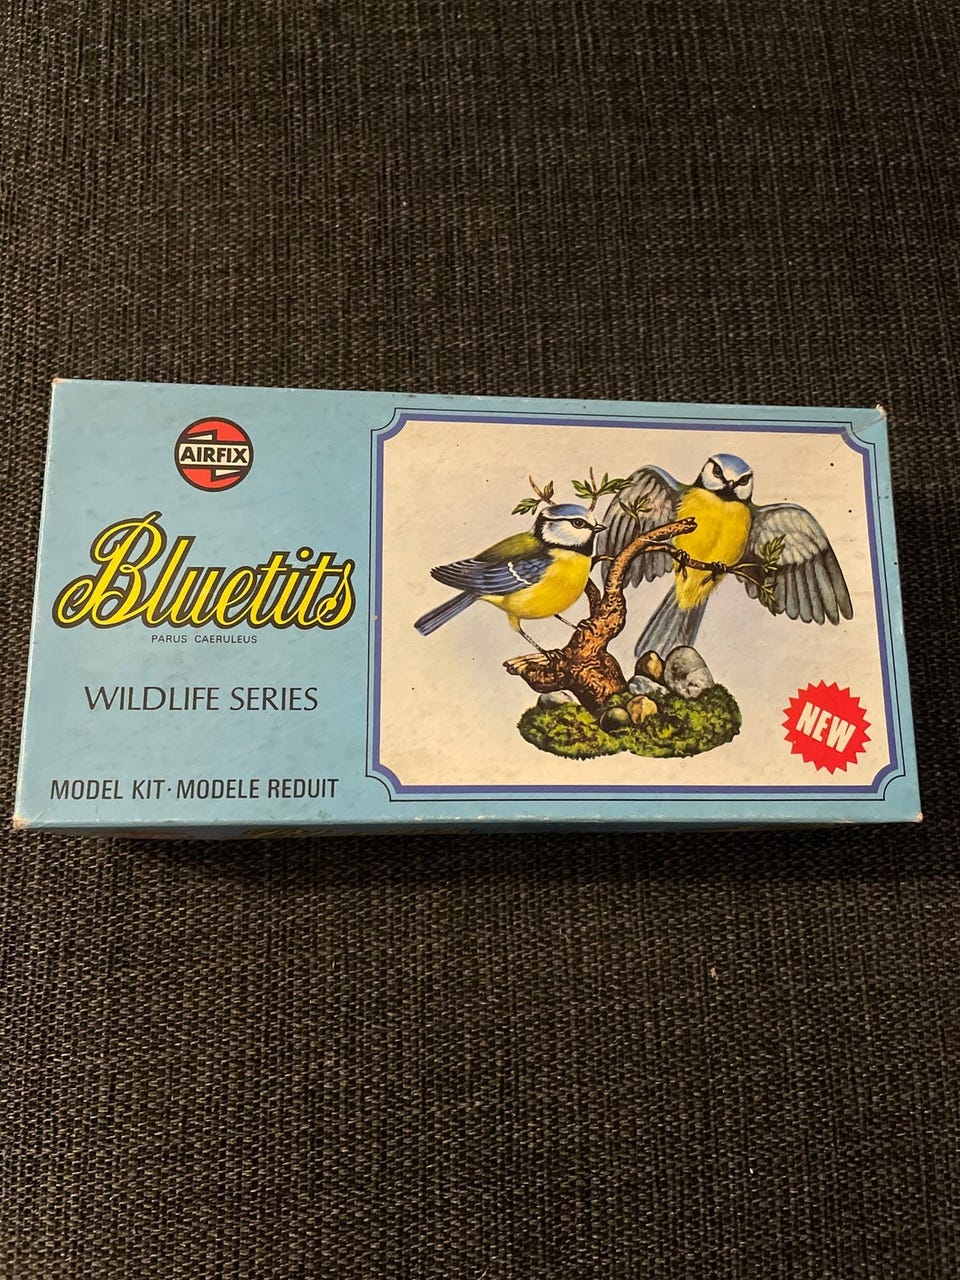 AIRFIX
Bluetits
PARUS CAERULEUS
WILDLIFE SERIES
MODEL KIT·MODELE REDUIT
NEW